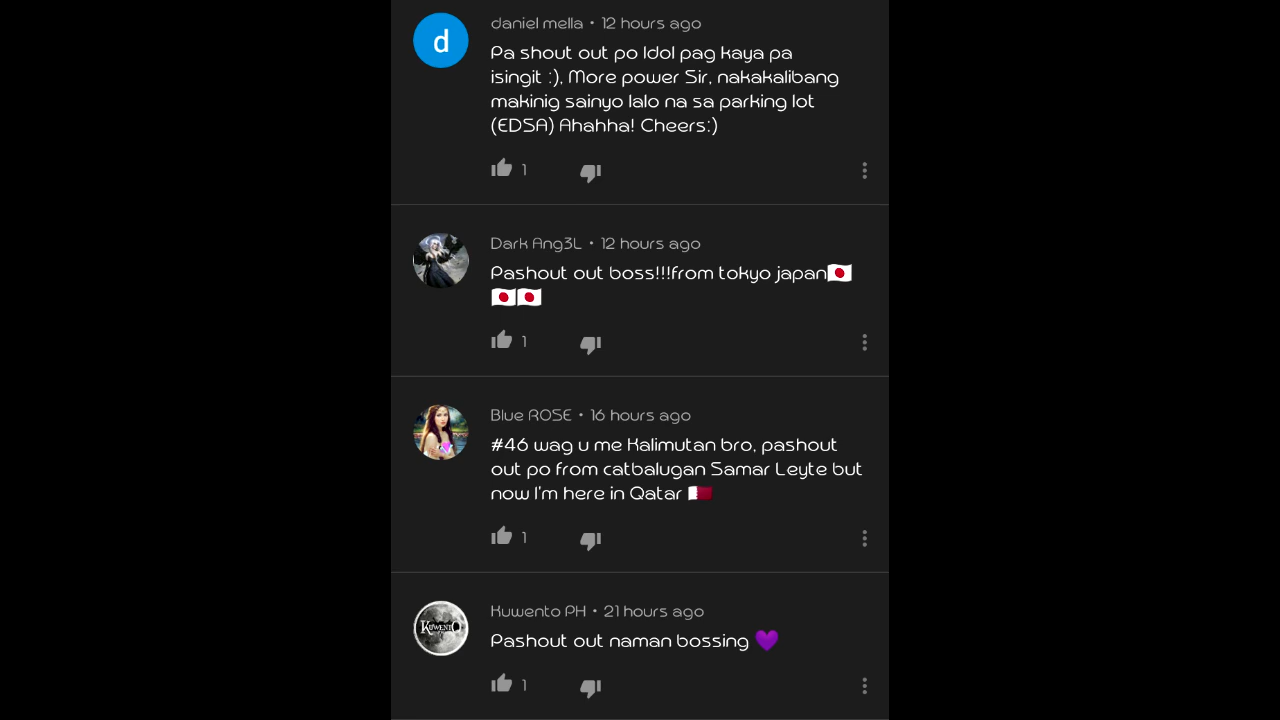 d
daniel mella • 12 hours ago
Pa shout out po Idol pag kaya pa
isingit :), More power Sir, nakakalibang
makinig sainyo lalo na sa parking lot
(EDSA) Ahahha! Cheers:)
1
Dark Ang3L • 12 hours ago
Pashout out boss!!!from tokyo japan🇯🇵
🇯🇵🇯🇵
1
Blue ROSE • 16 hours ago
#46 wag u me Kalimutan bro, pashout
out po from catbalugan Samar Leyte but
now I'm here in Qatar 🇶🇦
1
KUWENTO
Kuwento PH • 21 hours ago
Pashout out naman bossing 💜
1